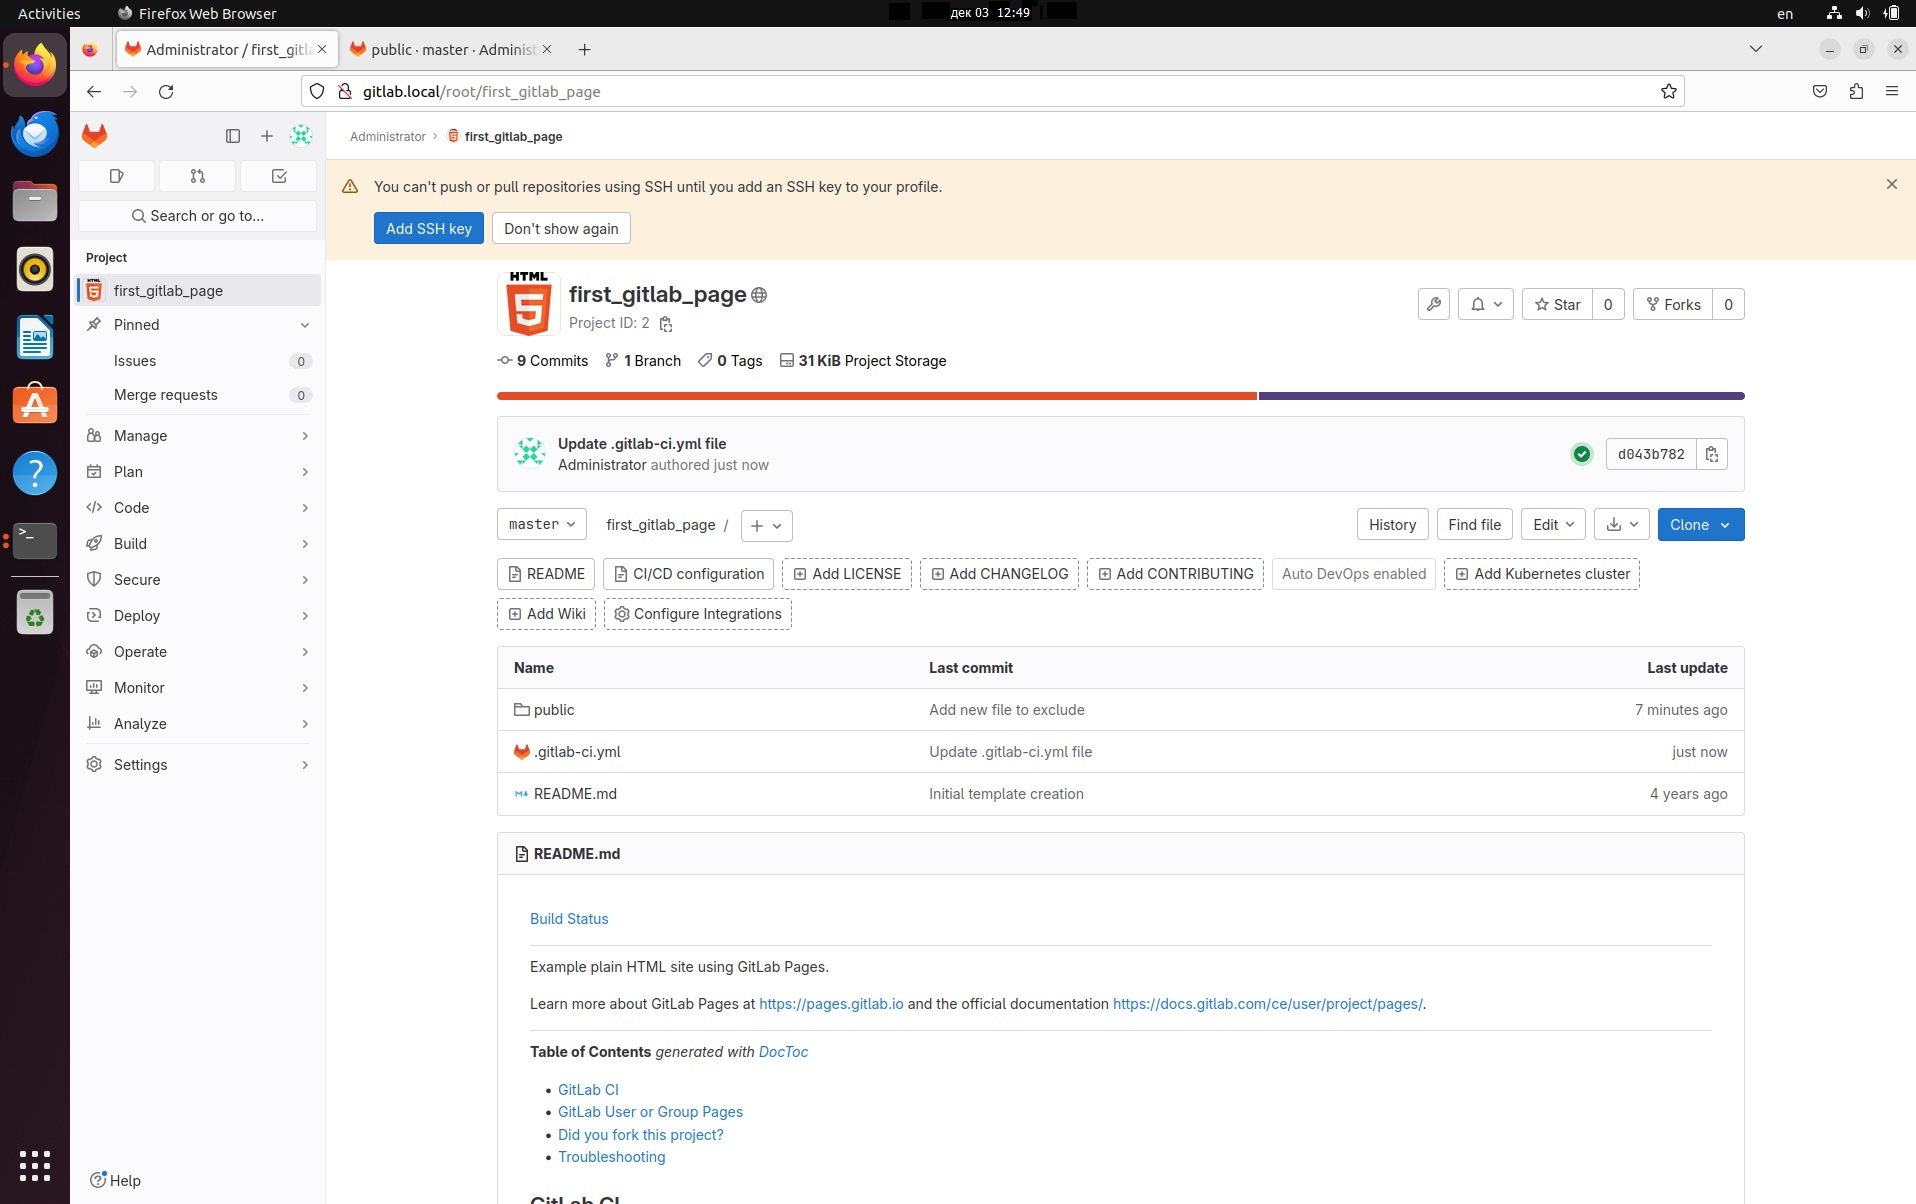 Activities
Firefox Web Browser
дек 03 12:49
en
Administrator / first_gitla
public · master · Administ
gitlab.local/root/first_gitlab_page
Search or go to...
Project
first_gitlab_page
Pinned
Issues 0
Merge requests 0
Manage
Plan
Code
Build
Secure
Deploy
Operate
Monitor
Analyze
Settings
Help
Administrator › first_gitlab_page
You can't push or pull repositories using SSH until you add an SSH key to your profile.
Add SSH key Don't show again
HTML
5
first_gitlab_page
Project ID: 2
Star 0 Forks 0
9 Commits 1 Branch 0 Tags 31 KiB Project Storage
Update .gitlab-ci.yml file
Administrator authored just now
d043b782
master first_gitlab_page / +
History Find file Edit Clone
README CI/CD configuration Add LICENSE Add CHANGELOG Add CONTRIBUTING Auto DevOps enabled Add Kubernetes cluster
Add Wiki Configure Integrations
Name Last commit Last update
public Add new file to exclude 7 minutes ago
.gitlab-ci.yml Update .gitlab-ci.yml file just now
README.md Initial template creation 4 years ago
README.md
Build Status
Example plain HTML site using GitLab Pages.
Learn more about GitLab Pages at https://pages.gitlab.io and the official documentation https://docs.gitlab.com/ce/user/project/pages/.
Table of Contents generated with DocToc
• GitLab CI
• GitLab User or Group Pages
• Did you fork this project?
• Troubleshooting
GitLab CI